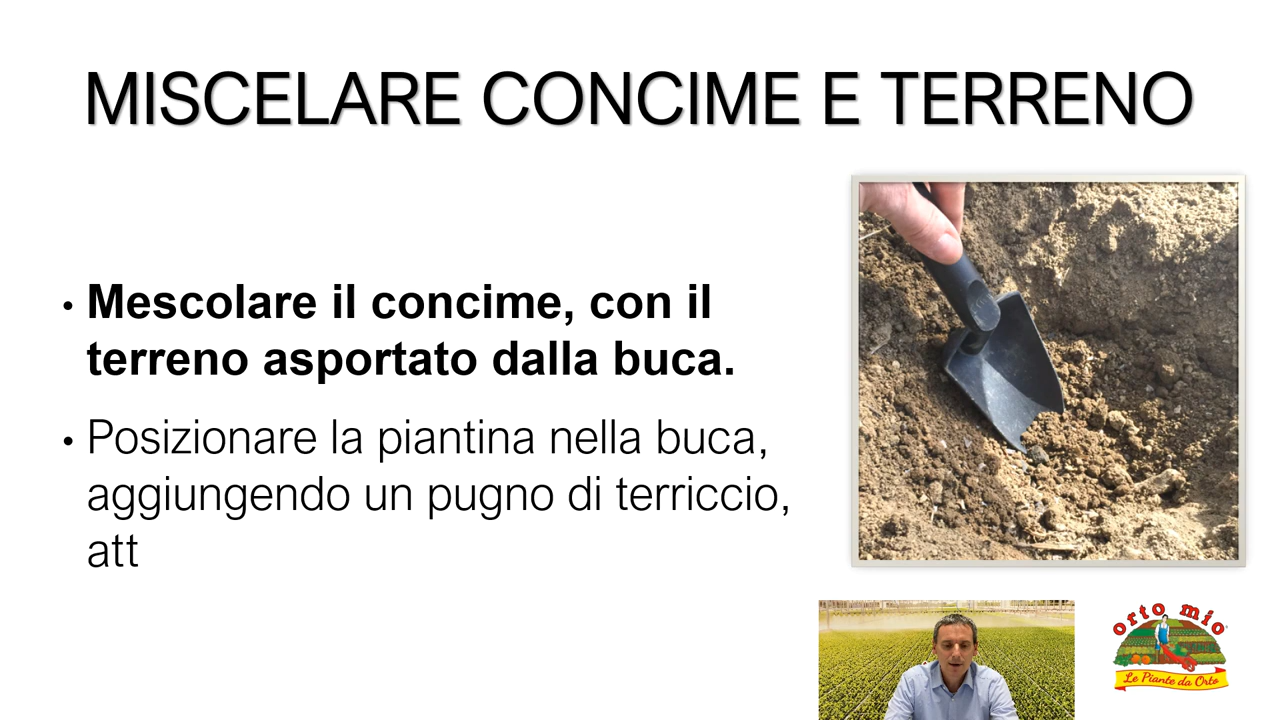 MISCELARE CONCIME E TERRENO
• Mescolare il concime, con il
terreno asportato dalla buca.
• Posizionare la piantina nella buca,
aggiungendo un pugno di terriccio,
att
orto mio
Le Piante da Orto